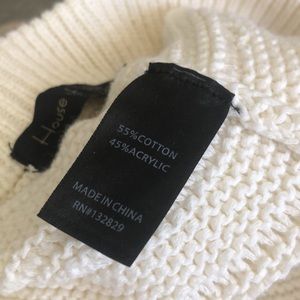 House
55%COTTON
45%ACRYLIC
MADE IN CHINA
RN#132829